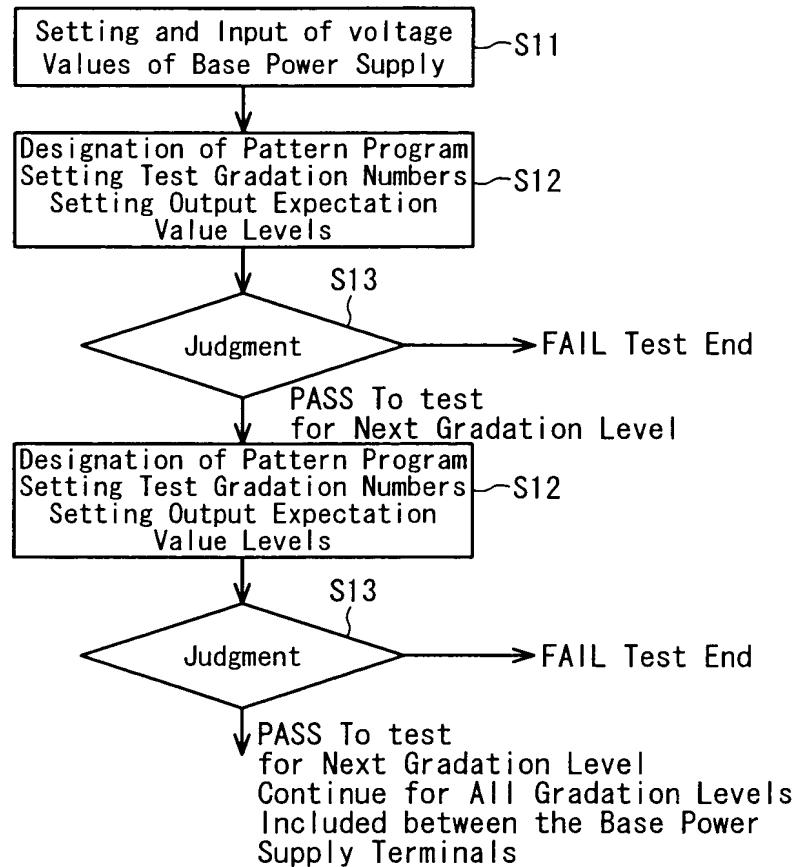 Setting and Input of voltage
Values of Base Power Supply
S11
Designation of Pattern Program
Setting Test Gradation Numbers
Setting Output Expectation
Value Levels
S12
S13
Judgment
FAIL Test End
PASS To test
for Next Gradation Level
Designation of Pattern Program
Setting Test Gradation Numbers
Setting Output Expectation
Value Levels
S12
S13
Judgment
FAIL Test End
PASS To test
for Next Gradation Level
Continue for All Gradation Levels
Included between the Base Power
Supply Terminals